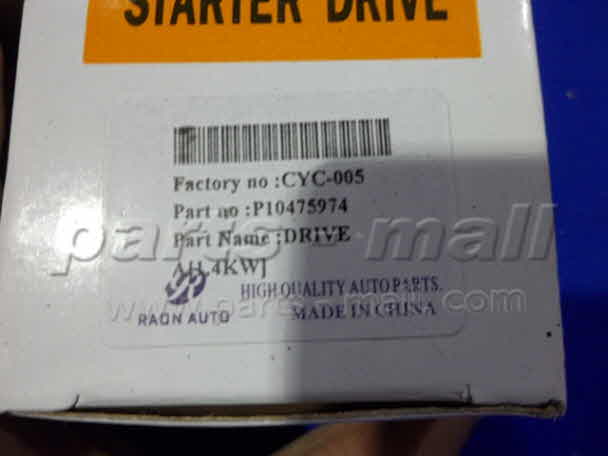 STARTER DRIVE
Factory no :CYC-005
Part no :P10475974
Part Name :DRIVE
parts-mall
HIGH QUALITY AUTO PARTS.
www.parts-mall.com
RAON AUTO
MADE IN CHINA